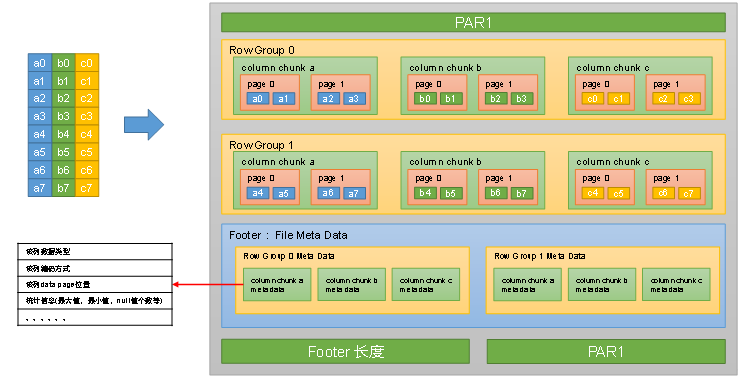 PAR1
a0 b0 c0
a1 b1 c1
a2 b2 c2
a3 b3 c3
a4 b4 c4
a5 b5 c5
a6 b6 c6
a7 b7 c7
RowGroup 0
column chunk a
page 0
a0 a1
page 1
a2 a3
column chunk b
page 0
b0 b1
page 1
b2 b3
column chunk c
page 0
c0 c1
page 1
c2 c3
RowGroup 1
column chunk a
page 0
a4 a5
page 1
a6 a7
column chunk b
page 0
b4 b5
page 1
b6 b7
column chunk c
page 0
c4 c5
page 1
c6 c7
Footer：File Meta Data
Row Group 0 Meta Data
column chunk a
metadata
column chunk b
metadata
column chunk c
metadata
Row Group 1 Meta Data
column chunk a
metadata
column chunk b
metadata
column chunk c
metadata
该列数据类型
该列编码方式
该列data page位置
统计信息(最大值、最小值、null值个数等)
、、、、、、
Footer 长度
PAR1